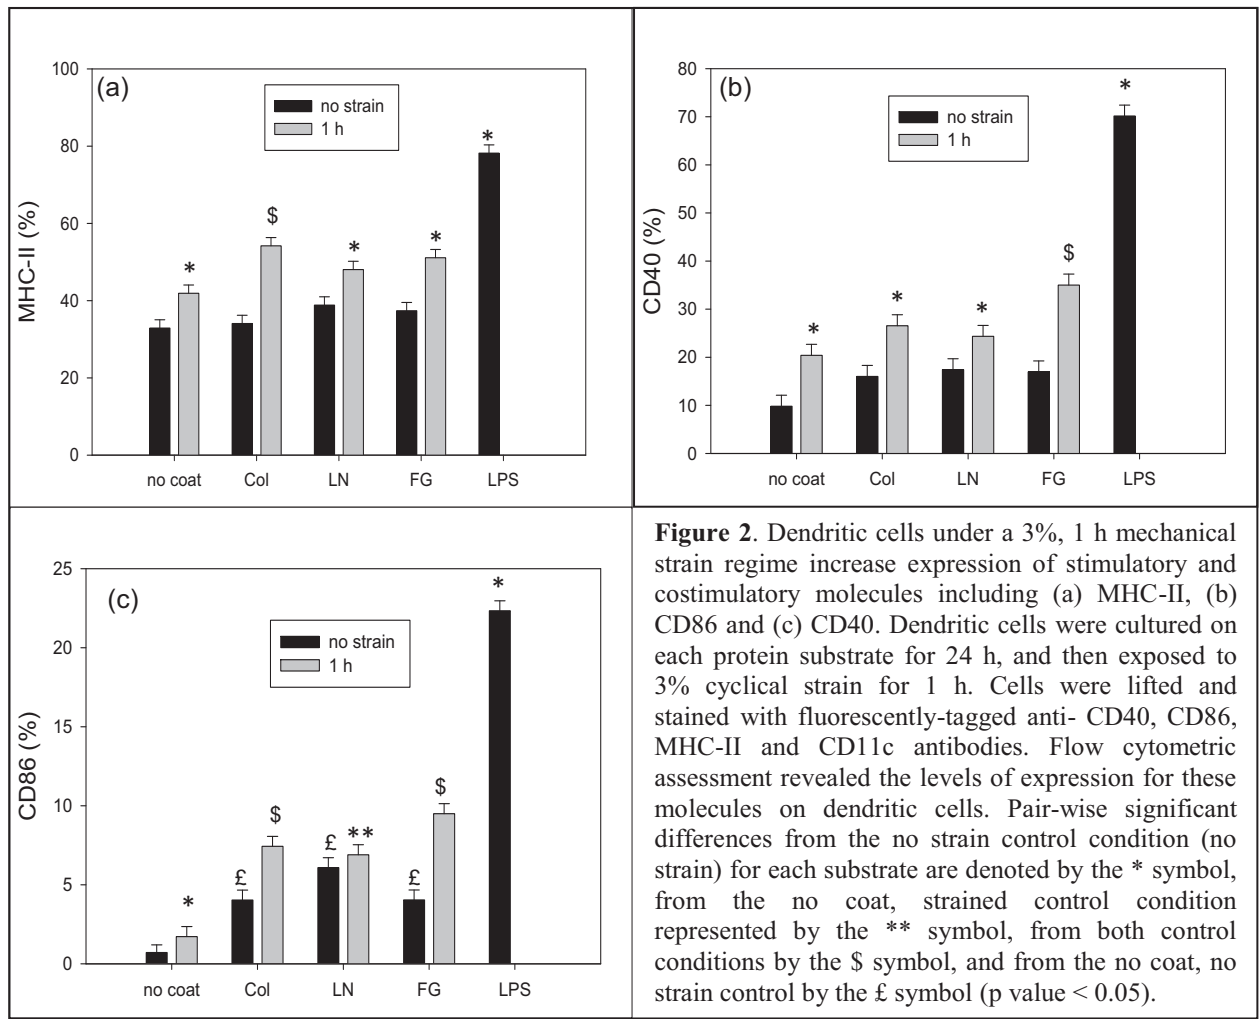 (a)
100
80
60
40
20
0
MHC-II (%)
no strain
1 h
*
$
*
*
*
no coat
Col
LN
FG
LPS
(b)
80
70
60
50
40
30
20
10
0
CD40 (%)
no strain
1 h
*
*
*
$
*
no coat
Col
LN
FG
LPS
(c)
25
20
15
10
5
0
CD86 (%)
no strain
1 h
*
£
$
£
**
£
$
*
no coat
Col
LN
FG
LPS
Figure 2. Dendritic cells under a 3%, 1 h mechanical
strain regime increase expression of stimulatory and
costimulatory molecules including (a) MHC-II, (b)
CD86 and (c) CD40. Dendritic cells were cultured on
each protein substrate for 24 h, and then exposed to
3% cyclical strain for 1 h. Cells were lifted and
stained with fluorescently-tagged anti- CD40, CD86,
MHC-II and CD11c antibodies. Flow cytometric
assessment revealed the levels of expression for these
molecules on dendritic cells. Pair-wise significant
differences from the no strain control condition (no
strain) for each substrate are denoted by the * symbol,
from the no coat, strained control condition
represented by the ** symbol, from both control
conditions by the $ symbol, and from the no coat, no
strain control by the £ symbol (p value < 0.05).